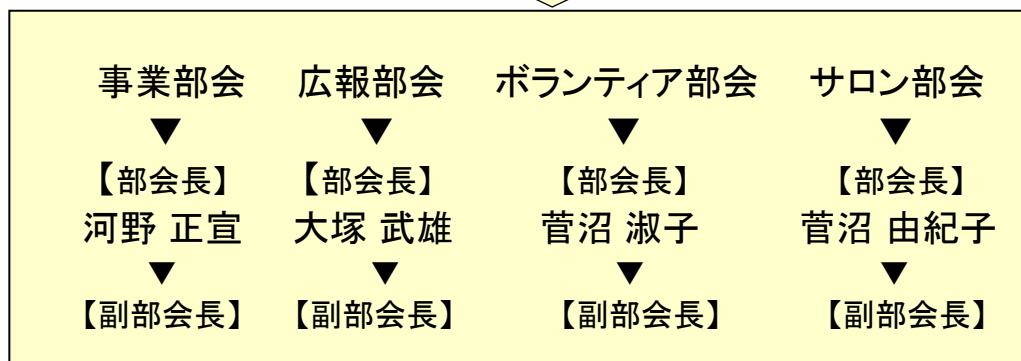 事業部会 広報部会 ボランティア部会 サロン部会
▼ ▼ ▼ ▼
【部会長】 【部会長】 【部会長】 【部会長】
河野 正宣 大塚 武雄 菅沼 淑子 菅沼 由紀子
▼ ▼ ▼ ▼
【副部会長】 【副部会長】 【副部会長】 【副部会長】